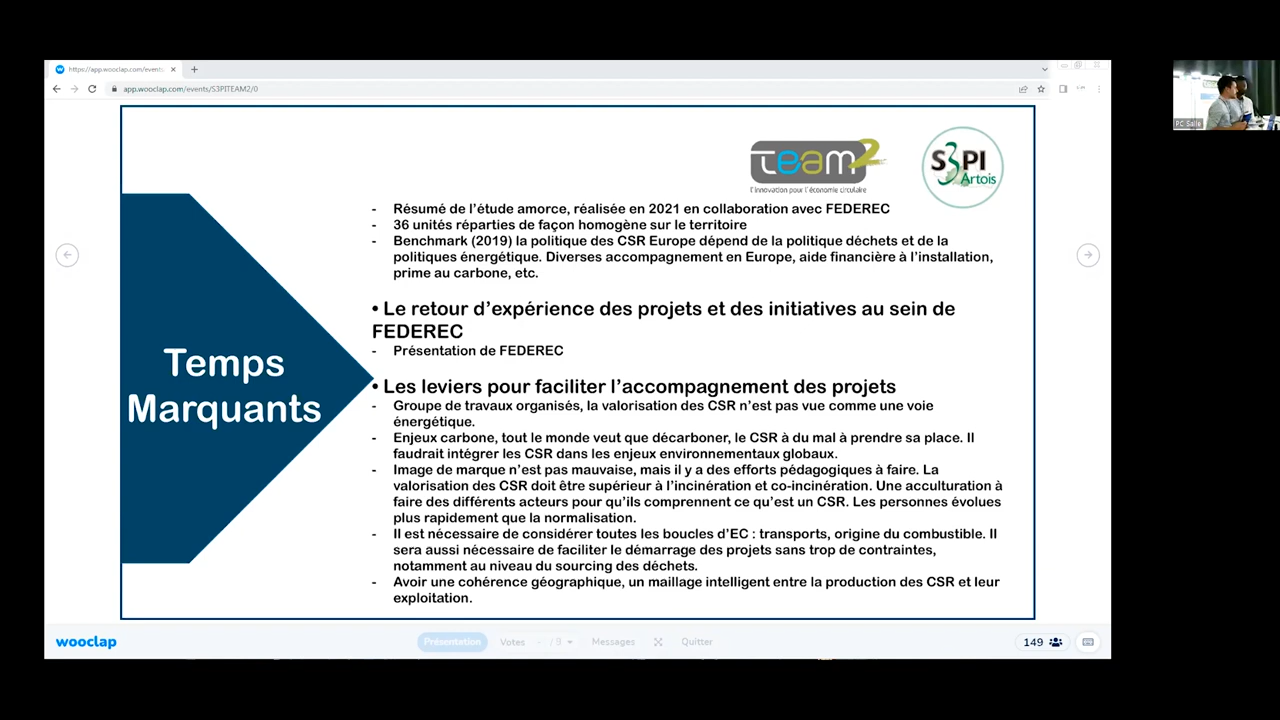 https://app.wooclap.com/events
app.wooclap.com/events/S3PITEAM2/0
team2
l'innovation pour l'économie circulaire
S3PI
Artois
- Résumé de l'étude amorce, réalisée en 2021 en collaboration avec FEDEREC
- 36 unités réparties de façon homogène sur le territoire
- Benchmark (2019) la politique des CSR Europe dépend de la politique déchets et de la
politiques énergétique. Diverses accompagnement en Europe, aide financière à l'installation,
prime au carbone, etc.
• Le retour d'expérience des projets et des initiatives au sein de
FEDEREC
- Présentation de FEDEREC
Temps
Marquants
• Les leviers pour faciliter l'accompagnement des projets
- Groupe de travaux organisés, la valorisation des CSR n'est pas vue comme une voie
énergétique.
- Enjeux carbone, tout le monde veut que décarboner, le CSR à du mal à prendre sa place. Il
faudrait intégrer les CSR dans les enjeux environnementaux globaux.
- Image de marque n'est pas mauvaise, mais il y a des efforts pédagogiques à faire. La
valorisation des CSR doit être supérieur à l'incinération et co-incinération. Une acculturation à
faire des différents acteurs pour qu'ils comprennent ce qu'est un CSR. Les personnes évolues
plus rapidement que la normalisation.
- Il est nécessaire de considérer toutes les boucles d'EC : transports, origine du combustible. Il
sera aussi nécessaire de faciliter le démarrage des projets sans trop de contraintes,
notamment au niveau du sourcing des déchets.
- Avoir une cohérence géographique, un maillage intelligent entre la production des CSR et leur
exploitation.
wooclap
Présentation
Votes - / 9
Messages
Quitter
149
PC Salle